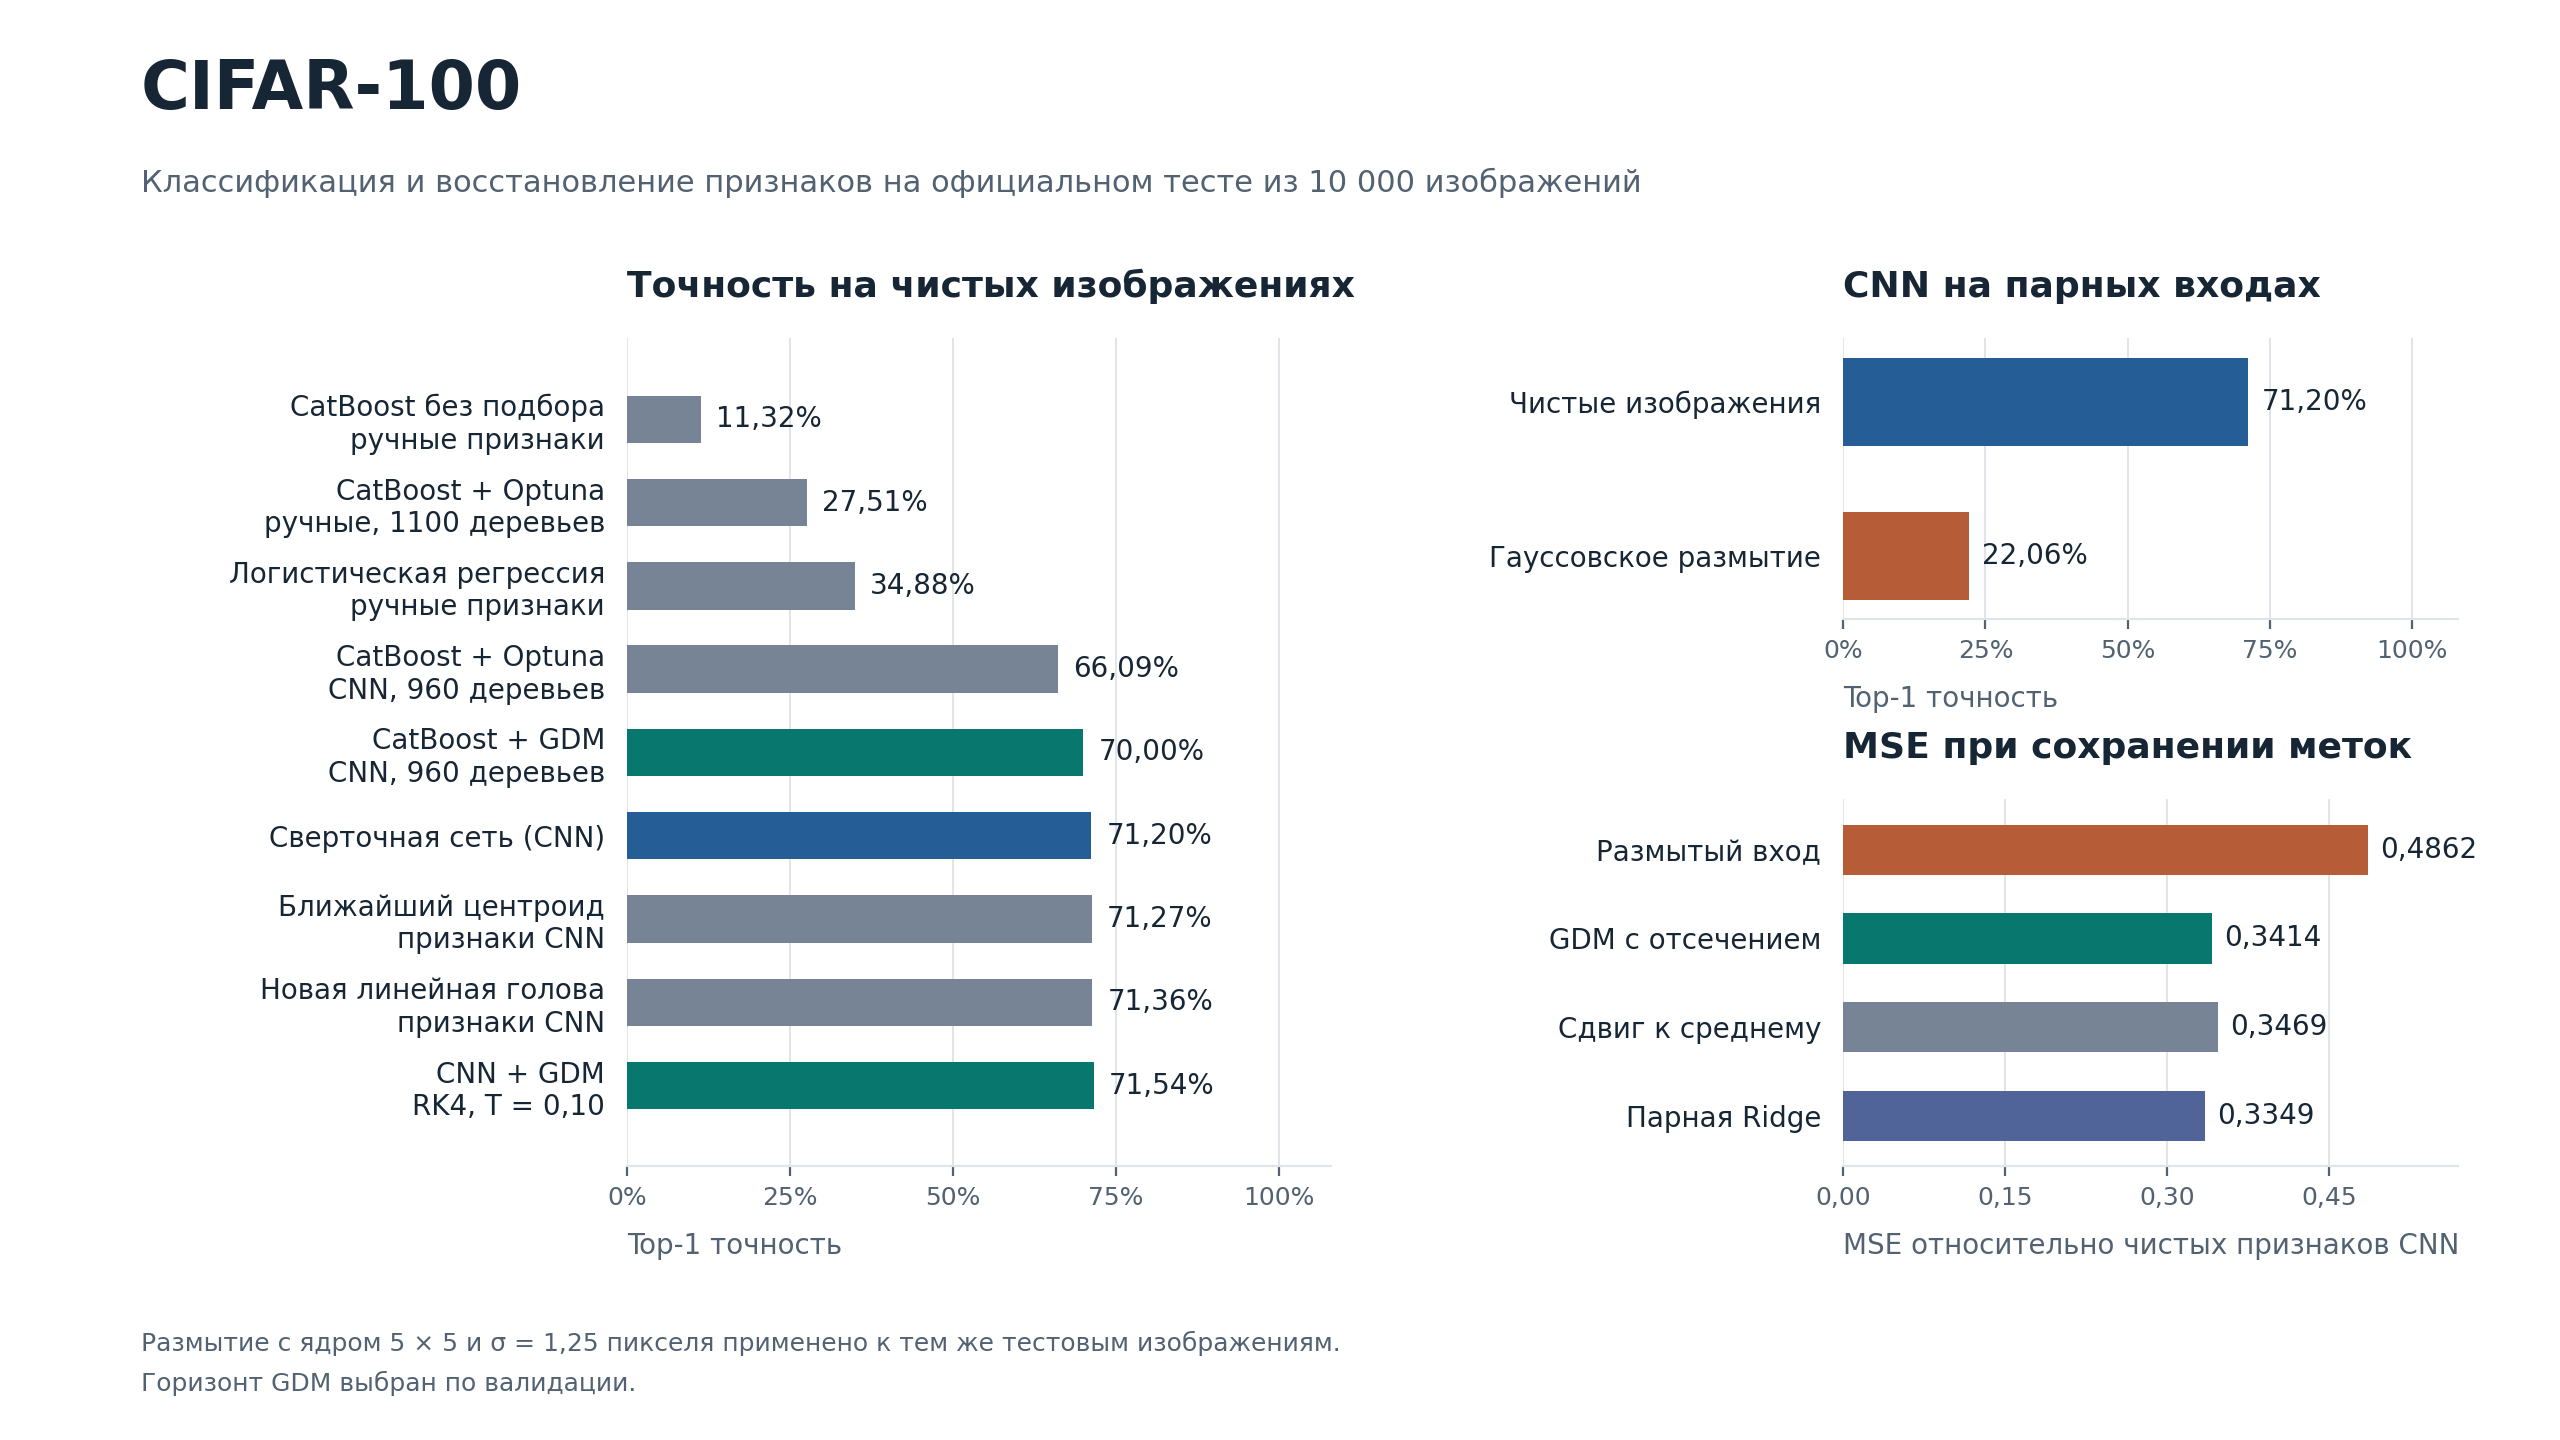 CIFAR-100
Классификация и восстановление признаков на официальном тесте из 10 000 изображений
Точность на чистых изображениях
CatBoost без подбора
ручные признаки
11,32%
CatBoost + Optuna
ручные, 1100 деревьев
27,51%
Логистическая регрессия
ручные признаки
34,88%
CatBoost + Optuna
CNN, 960 деревьев
66,09%
CatBoost + GDM
CNN, 960 деревьев
70,00%
Сверточная сеть (CNN)
71,20%
Ближайший центроид
признаки CNN
71,27%
Новая линейная голова
признаки CNN
71,36%
CNN + GDM
RK4, T = 0,10
71,54%
0% 25% 50% 75% 100%
Top-1 точность
CNN на парных входах
Чистые изображения
71,20%
Гауссовское размытие
22,06%
0% 25% 50% 75% 100%
Top-1 точность
MSE при сохранении меток
Размытый вход
0,4862
GDM с отсечением
0,3414
Сдвиг к среднему
0,3469
Парная Ridge
0,3349
0,00 0,15 0,30 0,45
MSE относительно чистых признаков CNN
Размытие с ядром 5 × 5 и σ = 1,25 пикселя применено к тем же тестовым изображениям.
Горизонт GDM выбран по валидации.